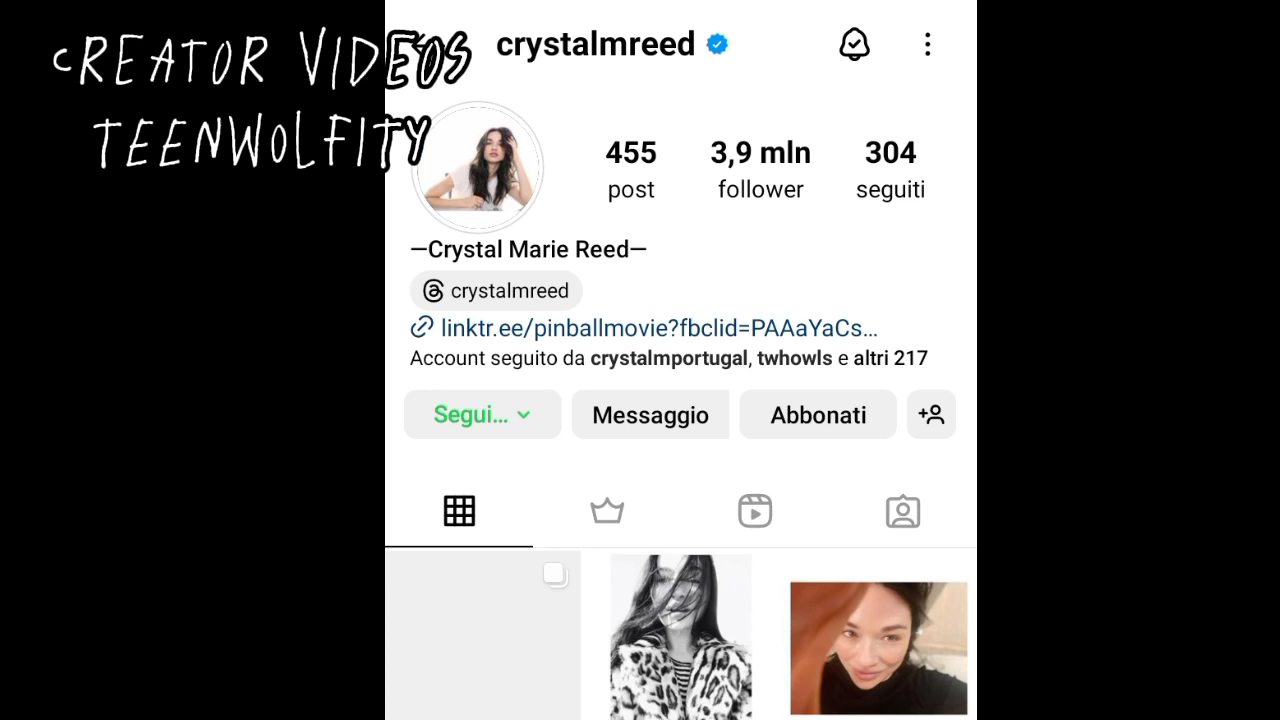 CREATOR VIDEOS
TEENWOLFITY
crystalmreed
455
3,9 mln
304
post
follower
seguiti
—Crystal Marie Reed—
crystalmreed
linktr.ee/pinballmovie?fbclid=PAAaYaCs...
Account seguito da crystalmportugal, twhowls e altri 217
Segui...
Messaggio
Abbonati